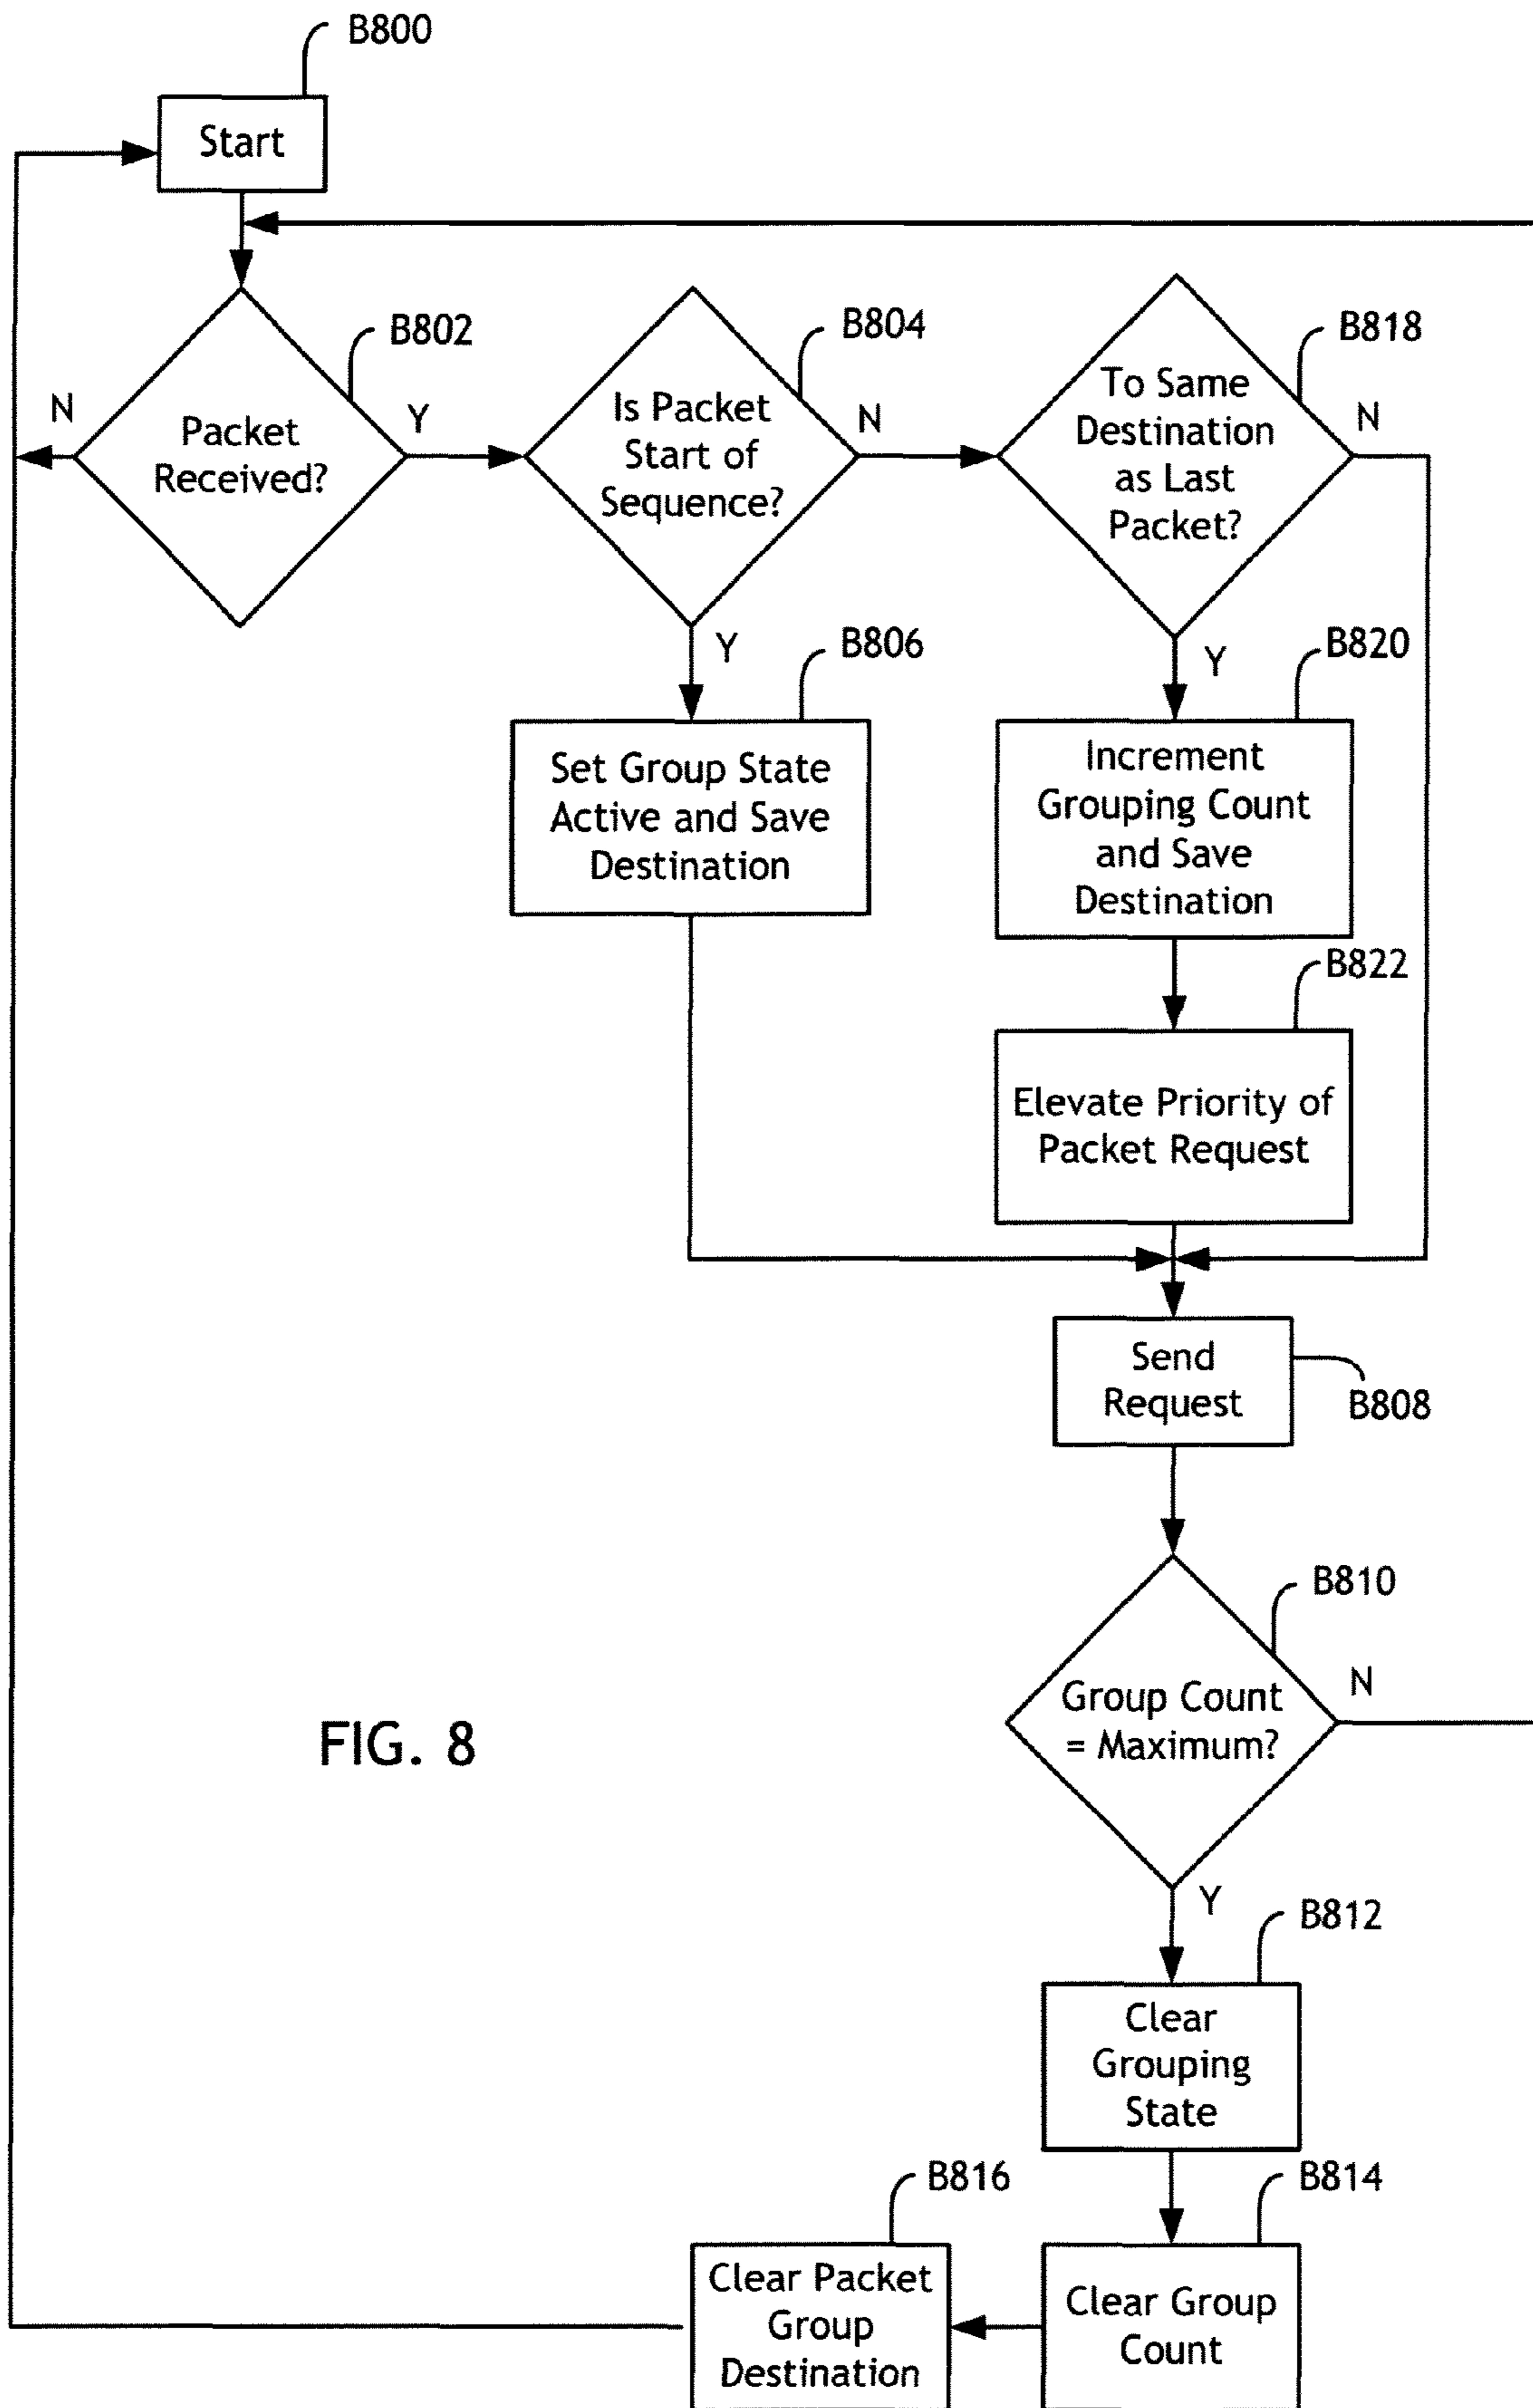 B800
Start
B802
N
Packet
Received?
Y
B804
Is Packet
Start of
Sequence?
N
Y
B818
To Same
Destination
as Last
Packet?
N
Y
B806
Set Group State
Active and Save
Destination
B820
Increment
Grouping Count
and Save
Destination
B822
Elevate Priority of
Packet Request
Send
Request
B808
B810
Group Count
= Maximum?
N
Y
FIG. 8
B812
Clear
Grouping
State
B814
Clear Group
Count
B816
Clear Packet
Group
Destination